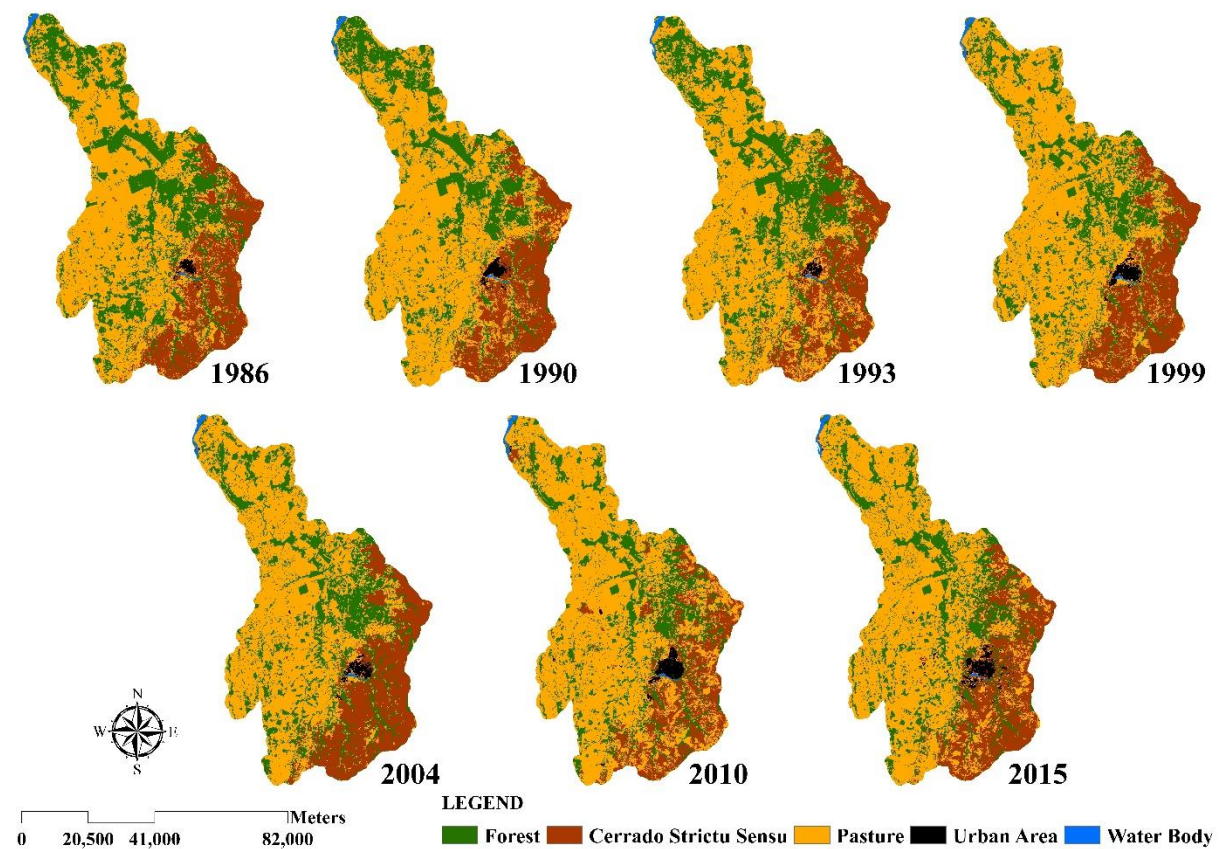 1986
1990
1993
1999
2004
2010
2015
N
W E
S
Meters
0 20,500 41,000 82,000
LEGEND
Forest Cerrado Strictu Sensu Pasture Urban Area Water Body